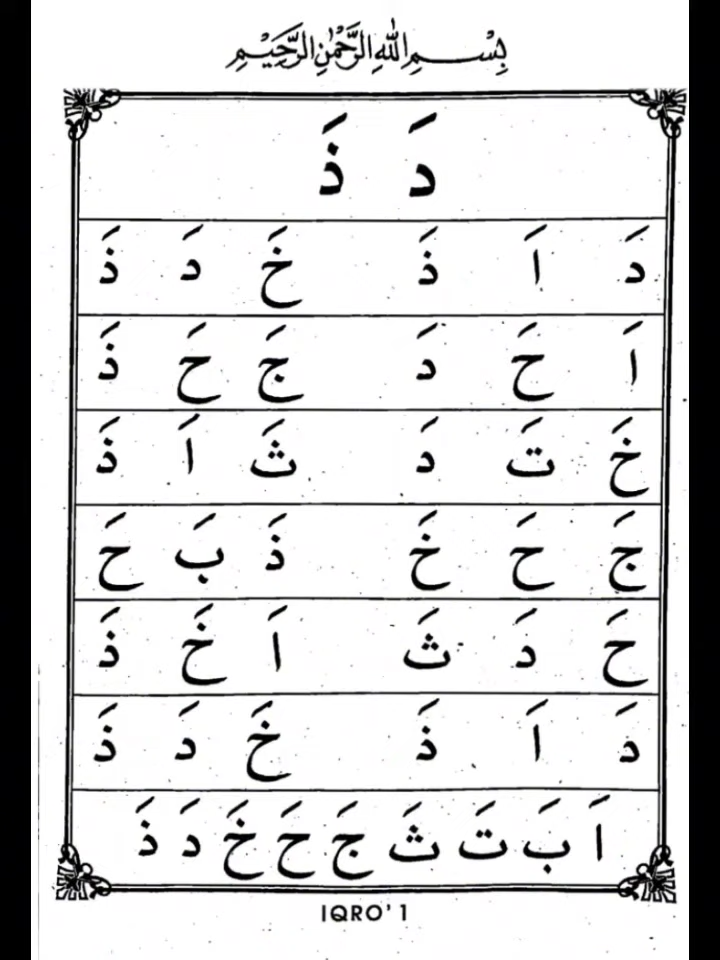 بِسْمِ اللّٰهِ الرَّحْمٰنِ الرَّحِيْمِ
دَ ذَ
دَ اَ ذَ خَ دَ ذَ
اَ حَ دَ جَ حَ ذَ
خَ تَ دَ ثَ اَ ذَ
جَ حَ خَ ذَ بَ حَ
حَ دَ ثَ اَ خَ ذَ
دَ اَ ذَ خَ دَ ذَ
اَ بَ تَ ثَ جَ حَ خَ دَ ذَ
IQRO' 1